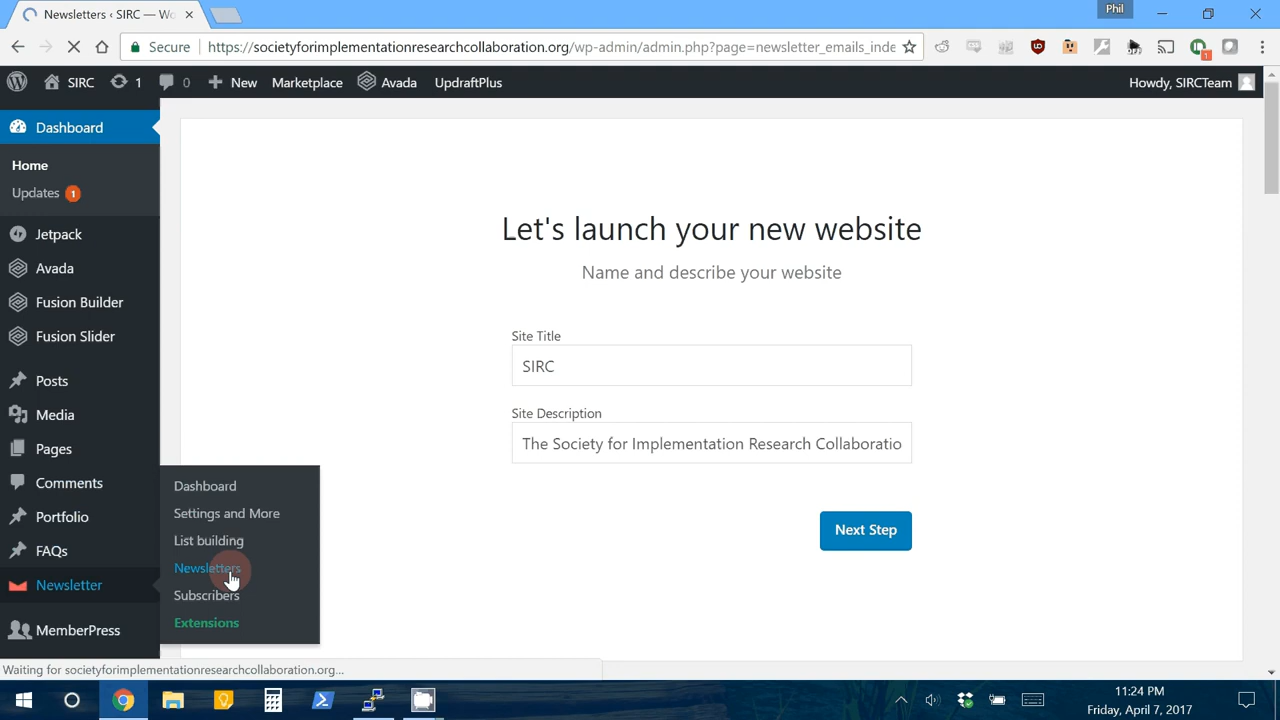 Newsletters ‹ SIRC — Wo
Phil
Secure
https://societyforimplementationresearchcollaboration.org/wp-admin/admin.php?page=newsletter_emails_inde
1
SIRC
1
0
New
Marketplace
Avada
UpdraftPlus
Howdy, SIRCTeam
Dashboard
Home
Updates 1
Jetpack
Avada
Fusion Builder
Fusion Slider
Posts
Media
Pages
Comments
Portfolio
FAQs
Newsletter
MemberPress
Dashboard
Settings and More
List building
Newsletters
Subscribers
Extensions
Let's launch your new website
Name and describe your website
Site Title
SIRC
Site Description
The Society for Implementation Research Collaboratio
Next Step
Waiting for societyforimplementationresearchcollaboration.org...
11:24 PM
Friday, April 7, 2017